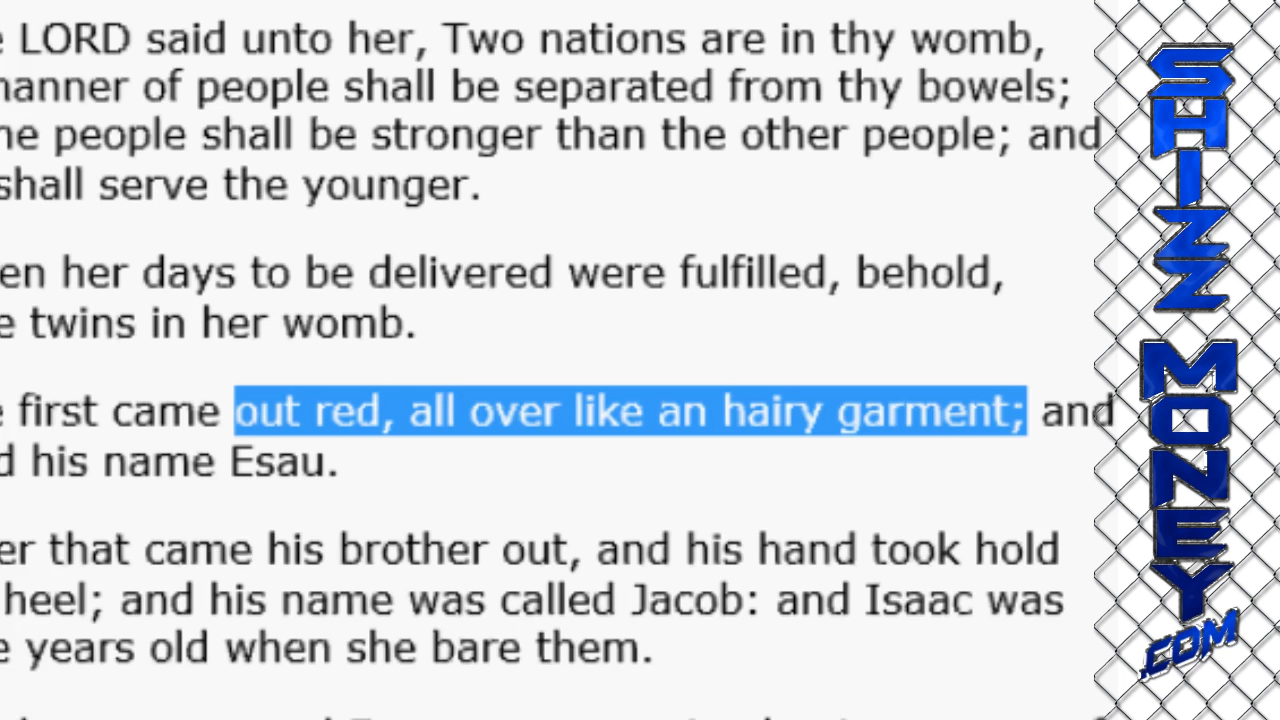 LORD said unto her, Two nations are in thy womb,
of people shall be separated from thy bowels;
people shall be stronger than the other people; and
shall serve the younger.
her days to be delivered were fulfilled, behold,
twins in her womb.
first came out red, all over like an hairy garment; and
his name Esau.
that came his brother out, and his hand took hold
heel; and his name was called Jacob: and Isaac was
years old when she bare them.
SHIZZ MONEY .COM